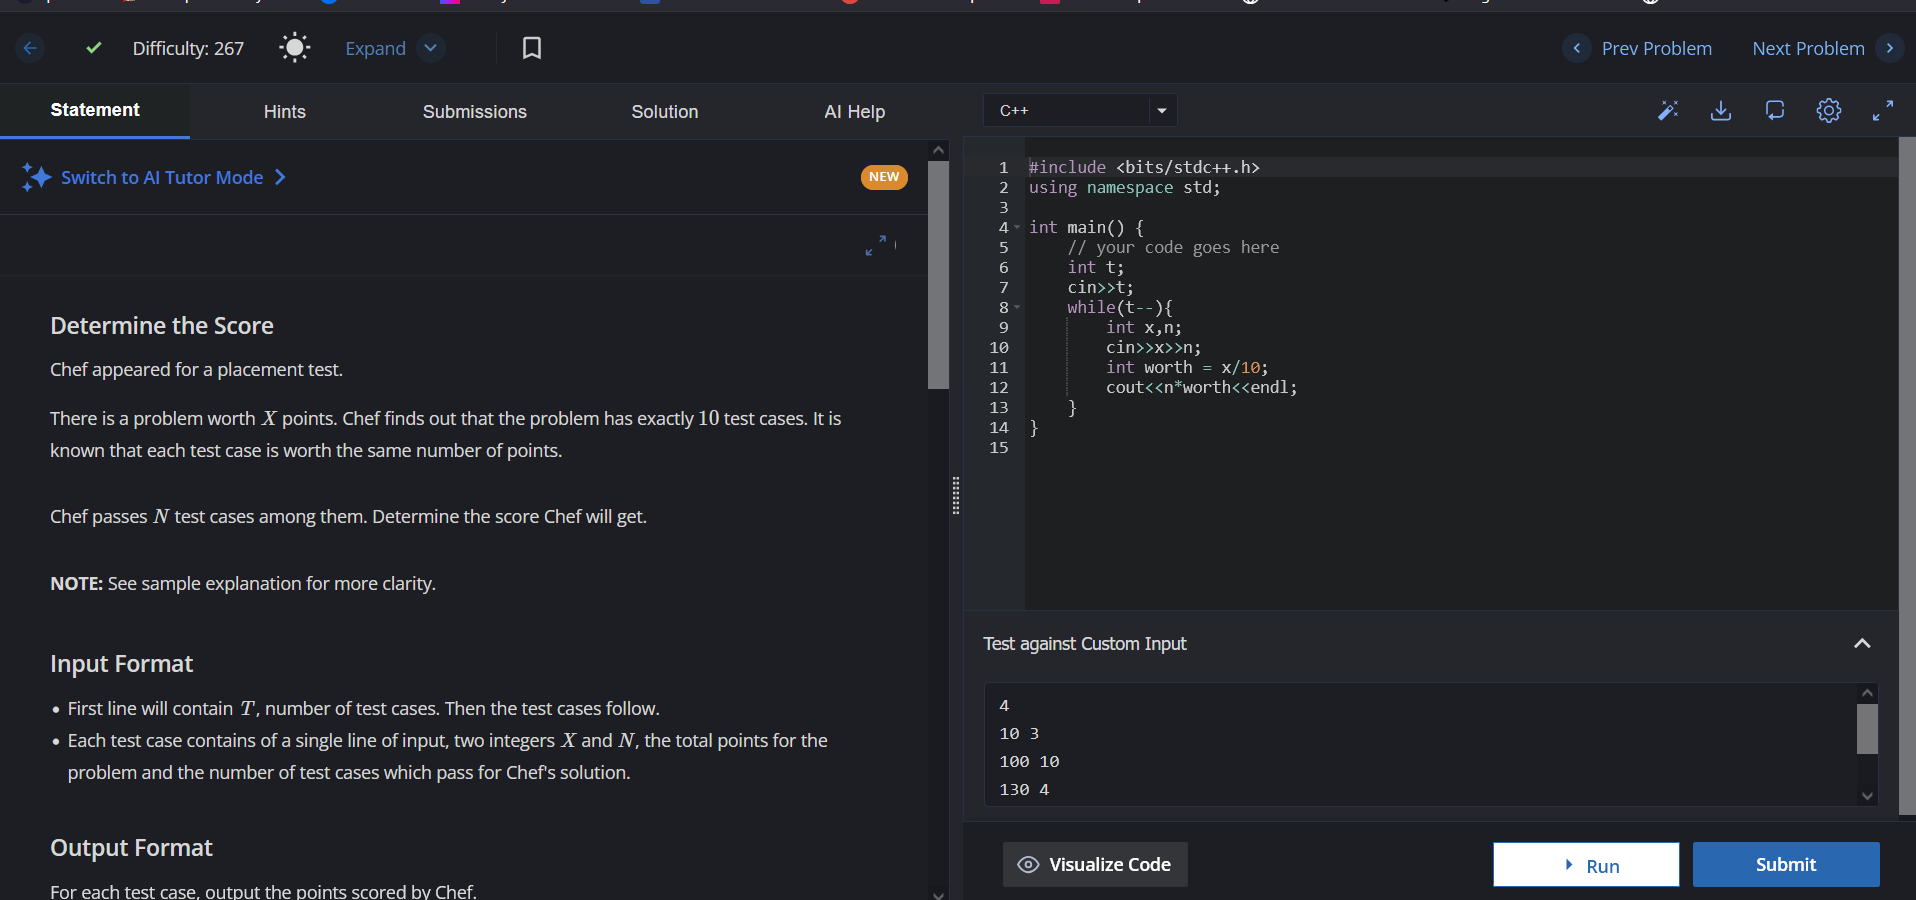 Difficulty: 267
Expand
Prev Problem
Next Problem
Statement
Hints
Submissions
Solution
AI Help
Switch to AI Tutor Mode
NEW
Determine the Score
Chef appeared for a placement test.
There is a problem worth X points. Chef finds out that the problem has exactly 10 test cases. It is
known that each test case is worth the same number of points.
Chef passes N test cases among them. Determine the score Chef will get.
NOTE: See sample explanation for more clarity.
Input Format
• First line will contain T, number of test cases. Then the test cases follow.
• Each test case contains of a single line of input, two integers X and N, the total points for the
problem and the number of test cases which pass for Chef's solution.
Output Format
For each test case, output the points scored by Chef.
C++
1 #include <bits/stdc++.h>
2 using namespace std;
3
4 int main() {
5 // your code goes here
6 int t;
7 cin>>t;
8 while(t--){
9 int x,n;
10 cin>>x>>n;
11 int worth = x/10;
12 cout<<n*worth<<endl;
13 }
14 }
15
Test against Custom Input
4
10 3
100 10
130 4
Visualize Code
Run
Submit